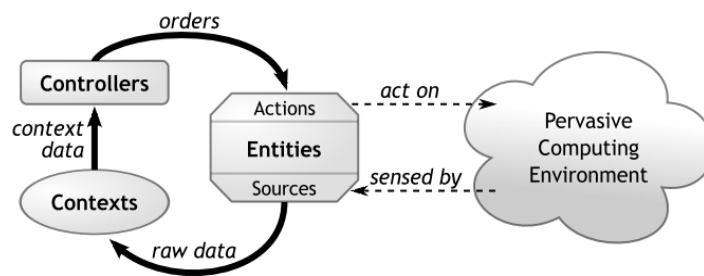 orders
Controllers
Actions
act on
context
data
Entities
Pervasive
Computing
Environment
Contexts
Sources
sensed by
raw data